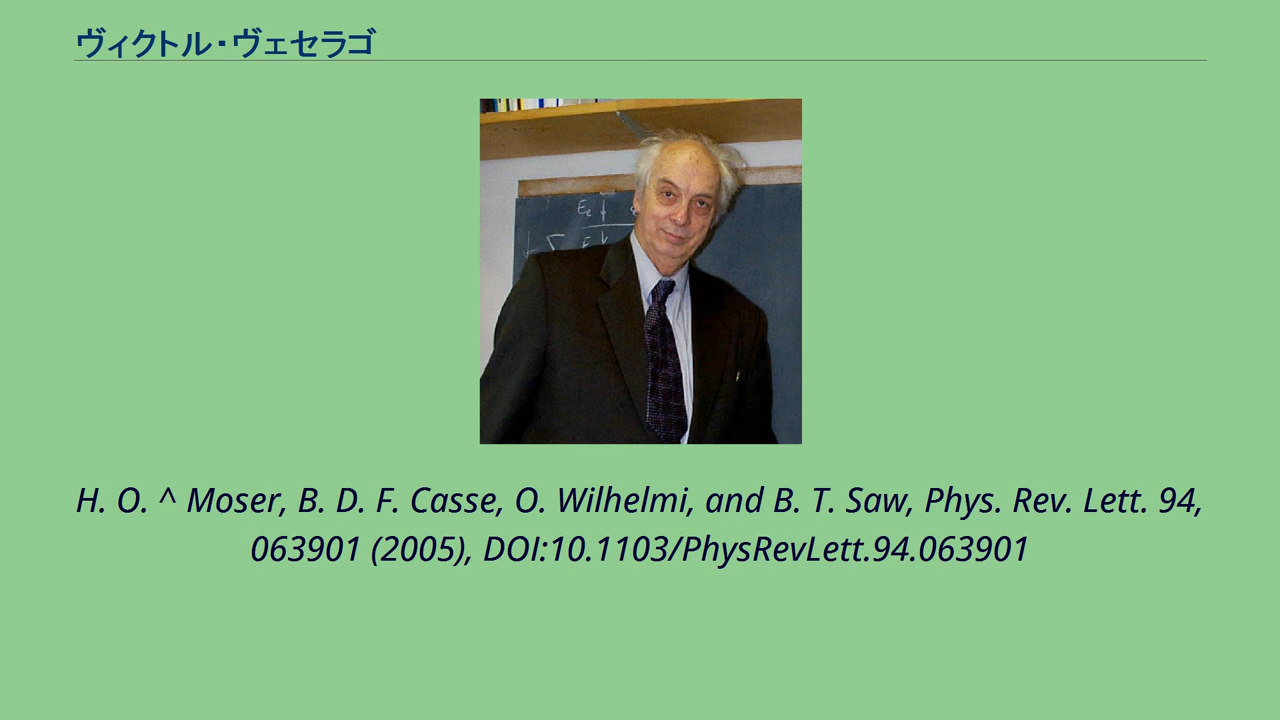 ヴィクトル・ヴェセラゴ
H. O. ^ Moser, B. D. F. Casse, O. Wilhelmi, and B. T. Saw, Phys. Rev. Lett. 94,
063901 (2005), DOI:10.1103/PhysRevLett.94.063901